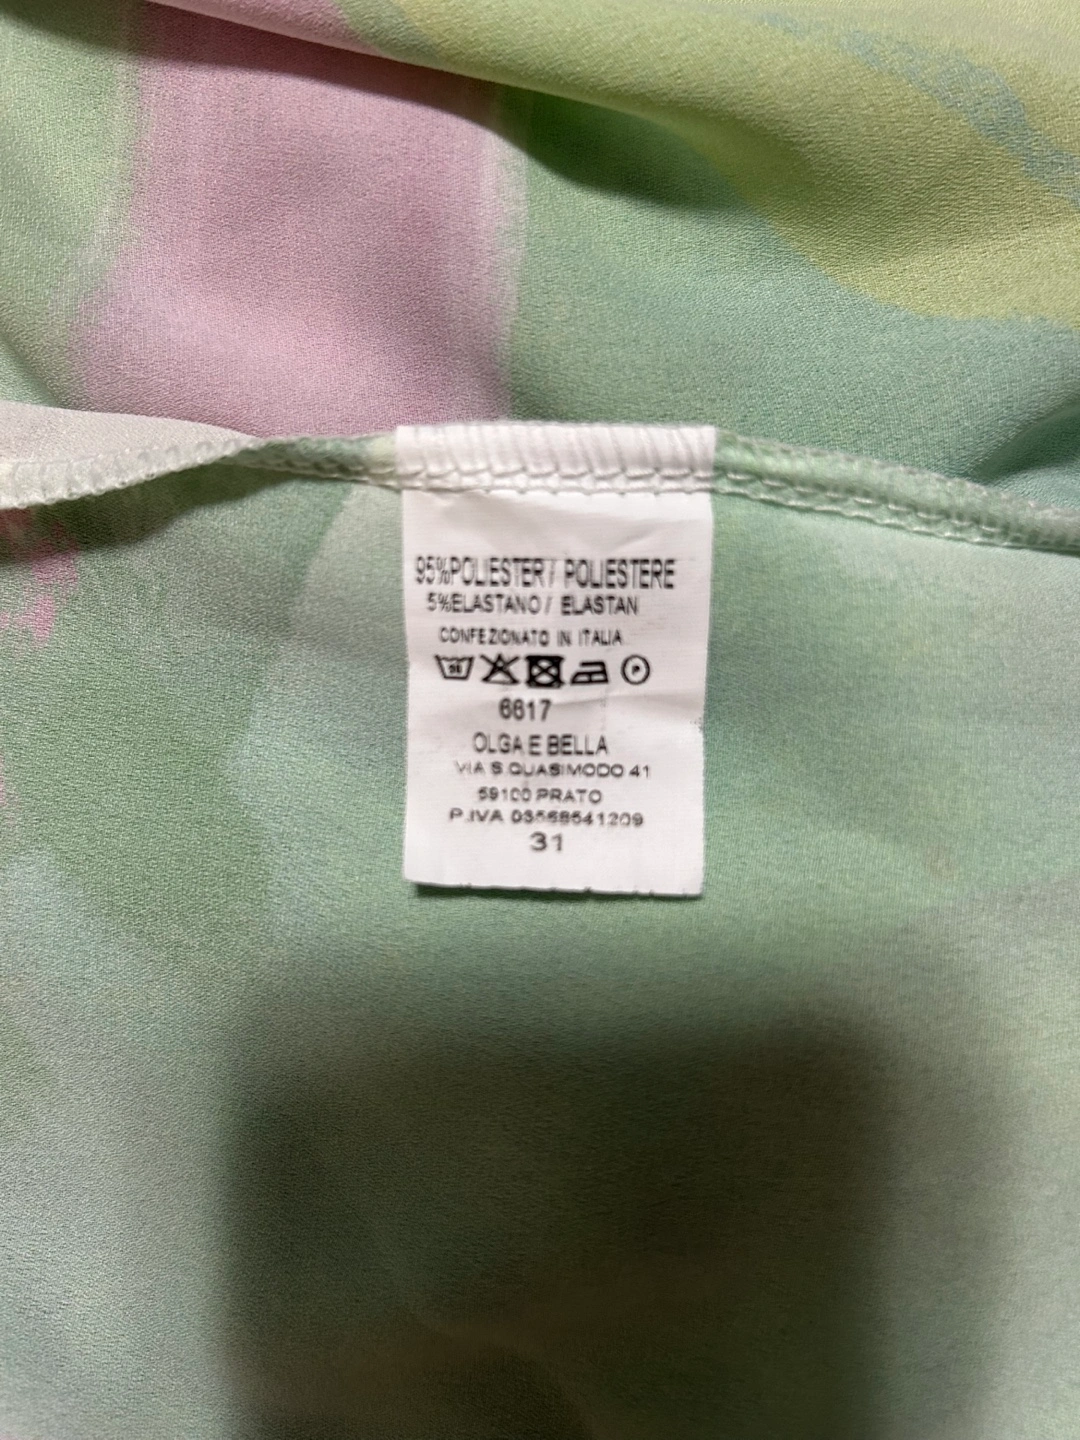 95%POLIESTER / POLIESTERE
5%ELASTANO / ELASTAN
CONFEZIONATO IN ITALIA
P
6617
OLGA E BELLA
VIA S QUASIMODO 41
59100 PRATO
P.IVA 03568541209
31